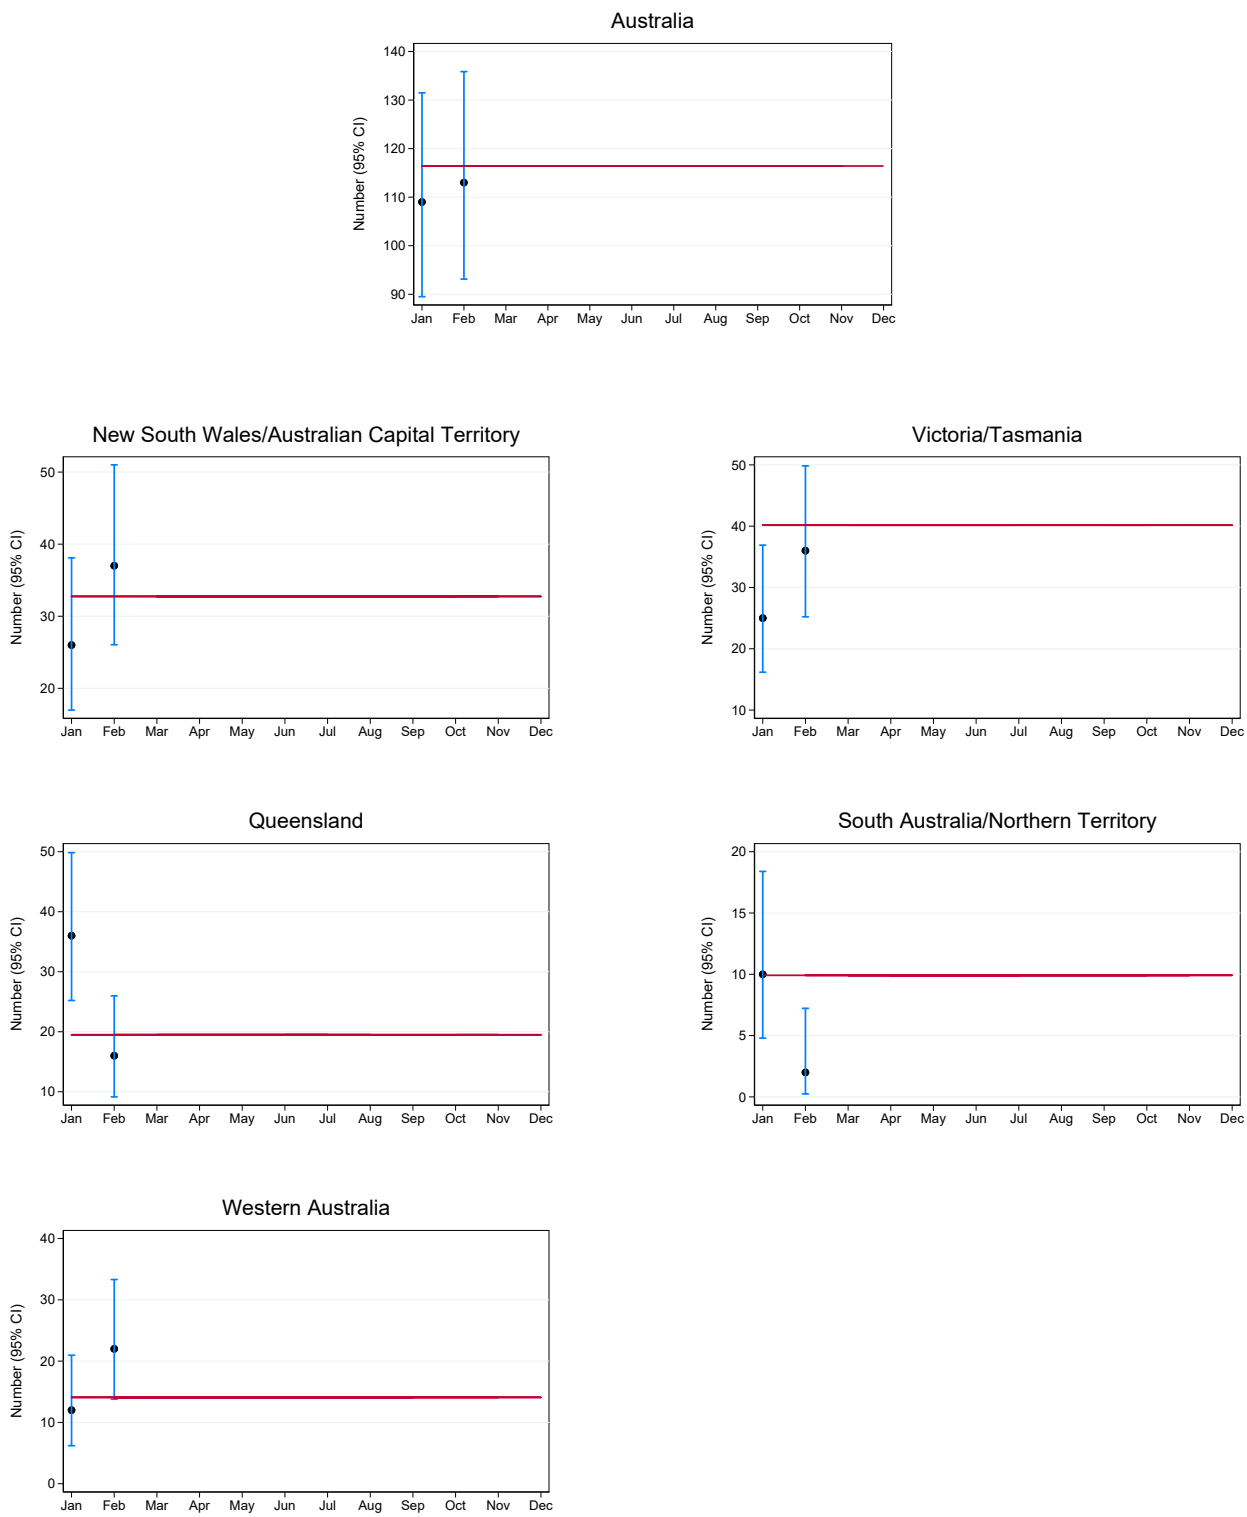 Australia
Number (95% CI)
140
130
120
110
100
90
Jan Feb Mar Apr May Jun Jul Aug Sep Oct Nov Dec
New South Wales/Australian Capital Territory
Number (95% CI)
50
40
30
20
Jan Feb Mar Apr May Jun Jul Aug Sep Oct Nov Dec
Victoria/Tasmania
Number (95% CI)
50
40
30
20
10
Jan Feb Mar Apr May Jun Jul Aug Sep Oct Nov Dec
Queensland
Number (95% CI)
50
40
30
20
10
Jan Feb Mar Apr May Jun Jul Aug Sep Oct Nov Dec
South Australia/Northern Territory
Number (95% CI)
20
15
10
5
0
Jan Feb Mar Apr May Jun Jul Aug Sep Oct Nov Dec
Western Australia
Number (95% CI)
40
30
20
10
0
Jan Feb Mar Apr May Jun Jul Aug Sep Oct Nov Dec